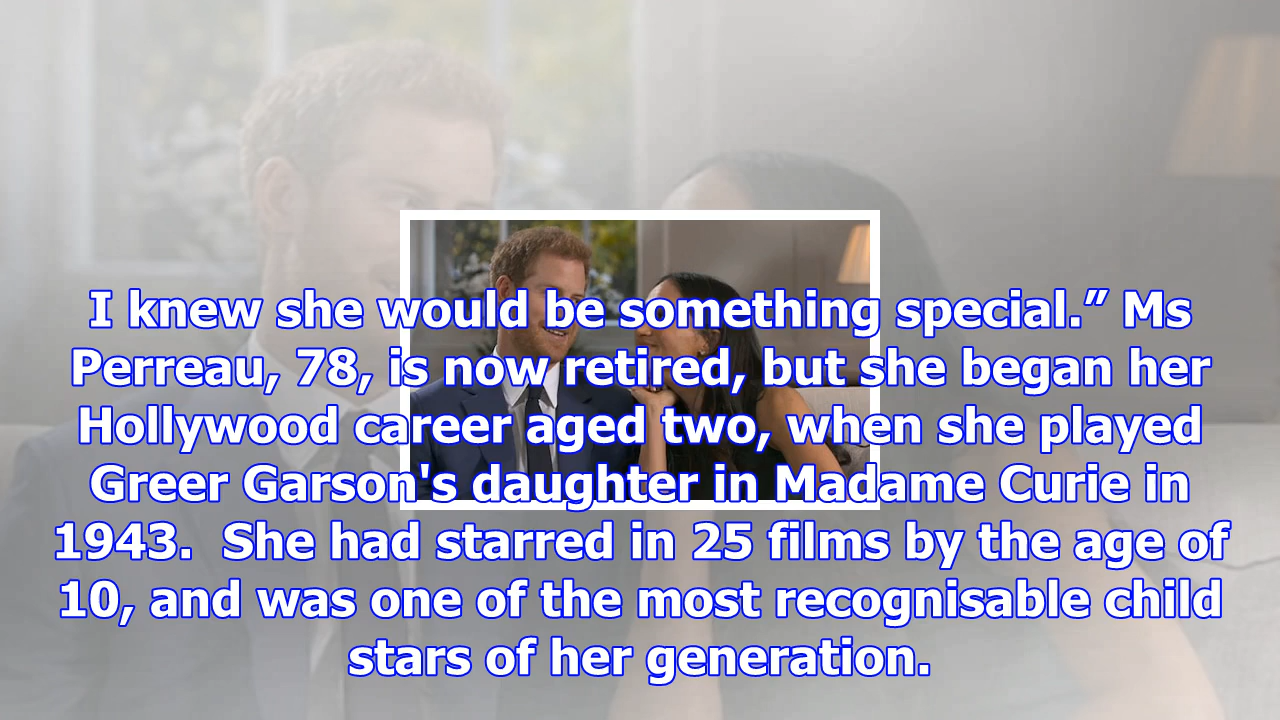 I knew she would be something special.” Ms
Perreau, 78, is now retired, but she began her
Hollywood career aged two, when she played
Greer Garson's daughter in Madame Curie in
1943.  She had starred in 25 films by the age of
10, and was one of the most recognisable child
stars of her generation.